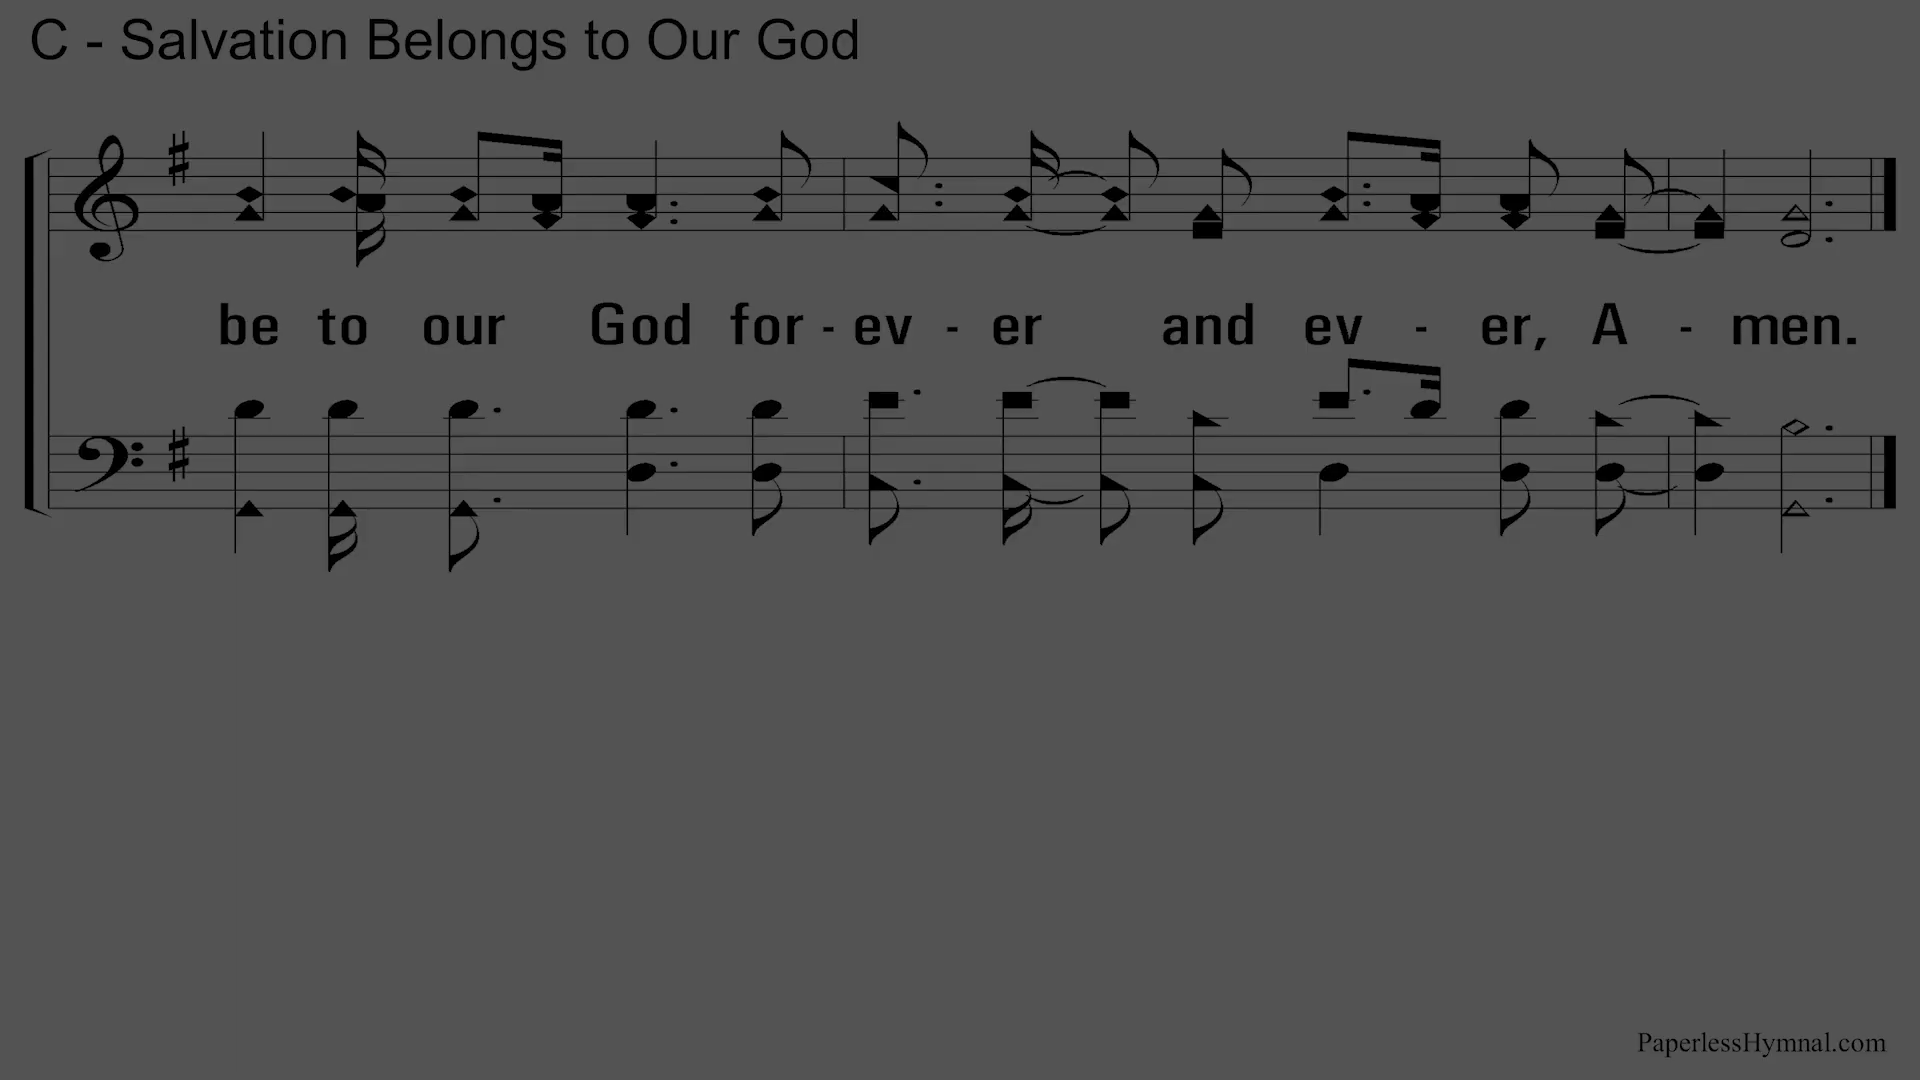 C - Salvation Belongs to Our God
be to our God for - ev - er and ev - er, A - men.
PaperlessHymnal.com